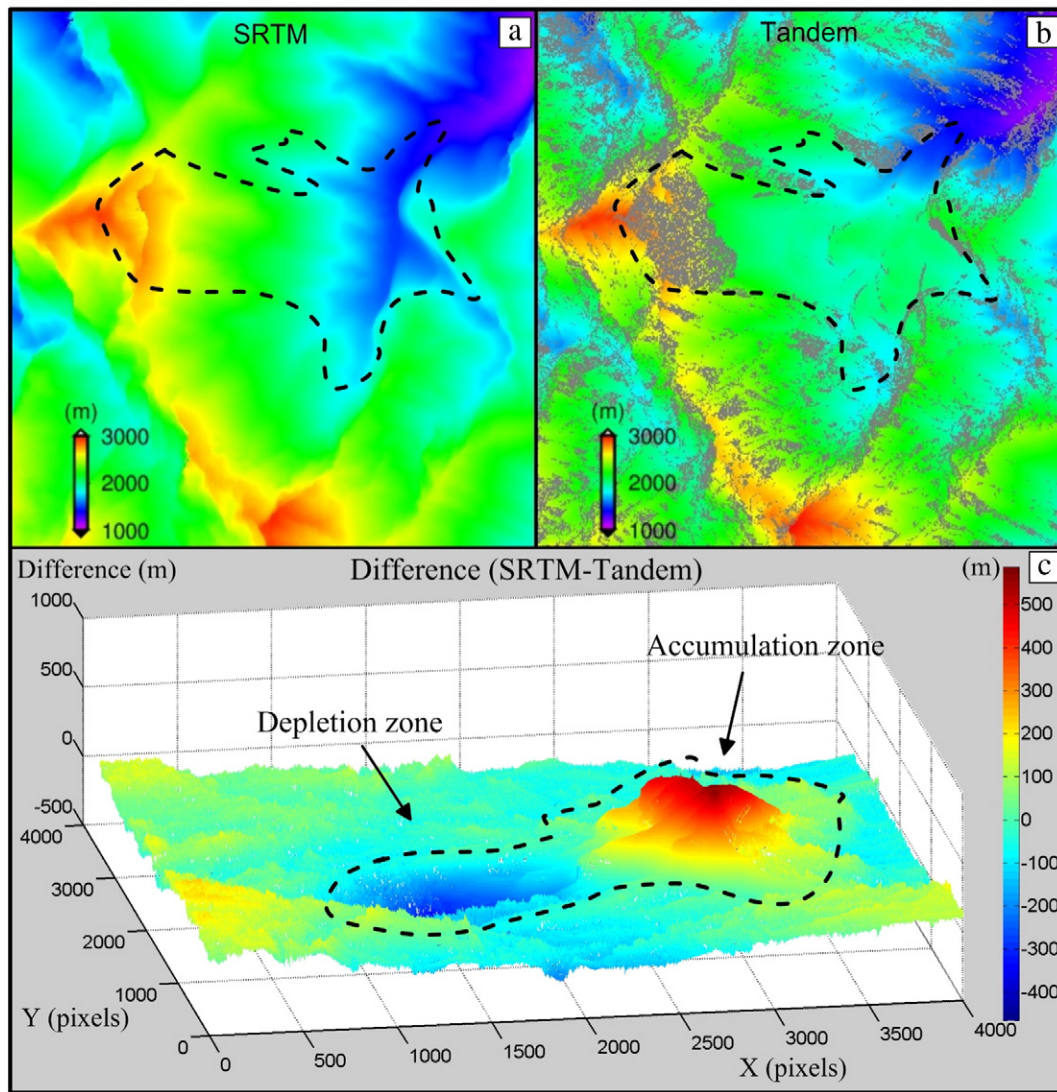 SRTM
a
(m)
3000
2000
1000
Tandem
b
(m)
3000
2000
1000
Difference (m)
Difference (SRTM-Tandem)
(m)
c
1000
500
0
-500
Accumulation zone
Depletion zone
500
400
300
200
100
0
-100
-200
-300
-400
4000
3000
2000
1000
0
Y (pixels)
0
500
1000
1500
2000
2500
3000
3500
4000
X (pixels)